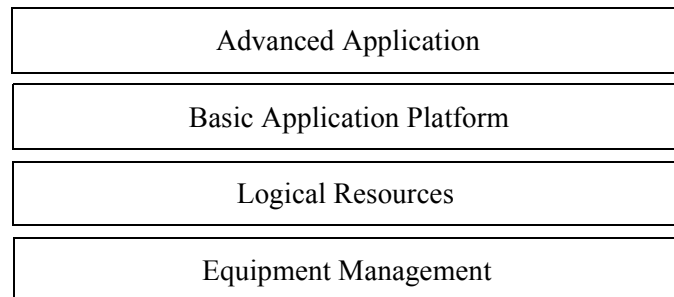 Advanced Application
Basic Application Platform
Logical Resources
Equipment Management